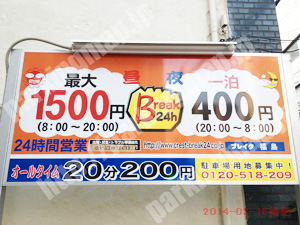 昼 夜
最大 一泊
1500円 Break 24h 400円
(8:00~20:00) (20:00~8:00)
24時間営業 http://www.crest-break24.co.jp ブレイク 福島
オールタイム 20分200円 駐車場用地募集中!
0120-518-209